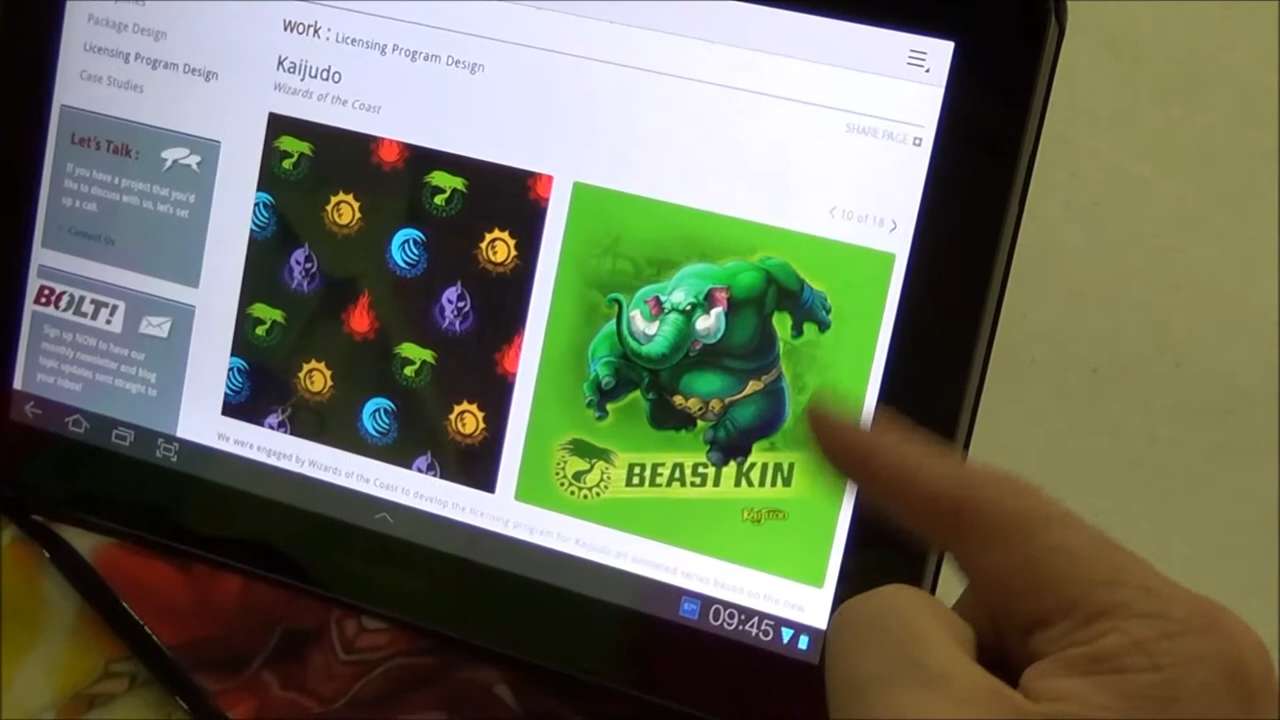 Package Design
Licensing Program Design
Case Studies
Let's Talk :
If you have a project that you'd
like to discuss with us, let's set
up a call.
Contact Us
BOLT!
Sign up NOW to have our
monthly newsletter and blog
topic updates sent straight to
your inbox!
work : Licensing Program Design
Kaijudo
Wizards of the Coast
SHARE PAGE
10 of 18
BEAST KIN
KAIJUDO
We were engaged by Wizards of the Coast to develop the licensing program for Kaijudo an animated series based on the new
67°
09:45